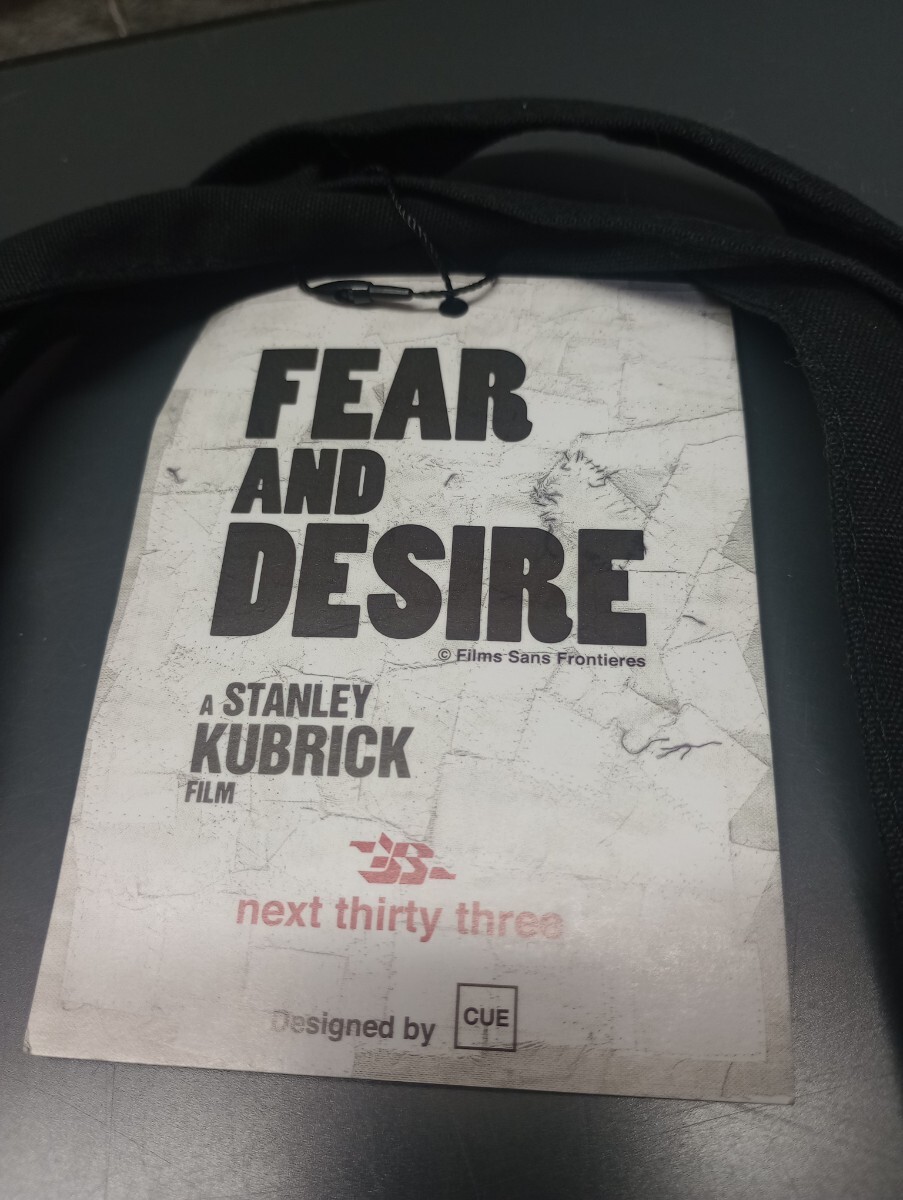 FEAR
AND
DESIRE
© Films Sans Frontieres
A STANLEY
KUBRICK
FILM
next thirty three
Designed by CUE